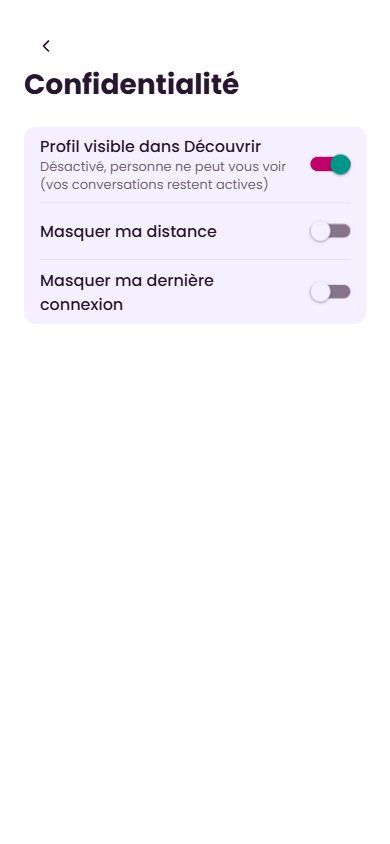 Confidentialité
Profil visible dans Découvrir
Désactivé, personne ne peut vous voir
(vos conversations restent actives)
Masquer ma distance
Masquer ma dernière
connexion